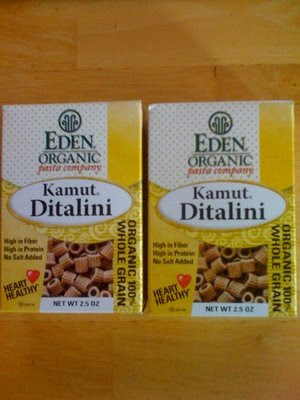 EDEN®
ORGANIC
pasta company®
Kamut®
Ditalini
High in Fiber
High in Protein
No Salt Added
ORGANIC 100%
WHOLE GRAIN
HEART
HEALTHY
NET WT 2.5 OZ
EDEN®
ORGANIC
pasta company®
Kamut®
Ditalini
High in Fiber
High in Protein
No Salt Added
ORGANIC 100%
WHOLE GRAIN
HEART
HEALTHY
NET WT 2.5 OZ